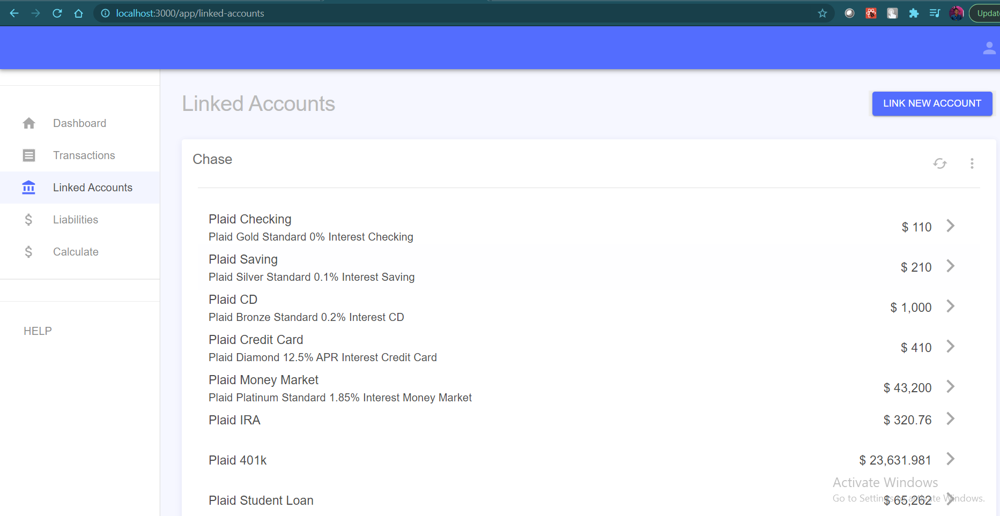 localhost:3000/app/linked-accounts
Update
Linked Accounts
LINK NEW ACCOUNT
Dashboard
Transactions
Linked Accounts
Liabilities
Calculate
HELP
Chase
Plaid Checking
Plaid Gold Standard 0% Interest Checking
$ 110
Plaid Saving
Plaid Silver Standard 0.1% Interest Saving
$ 210
Plaid CD
Plaid Bronze Standard 0.2% Interest CD
$ 1,000
Plaid Credit Card
Plaid Diamond 12.5% APR Interest Credit Card
$ 410
Plaid Money Market
Plaid Platinum Standard 1.85% Interest Money Market
$ 43,200
Plaid IRA
$ 320.76
Plaid 401k
$ 23,631.981
Plaid Student Loan
$ 65,262
Activate Windows
Go to Settings to activate Windows.